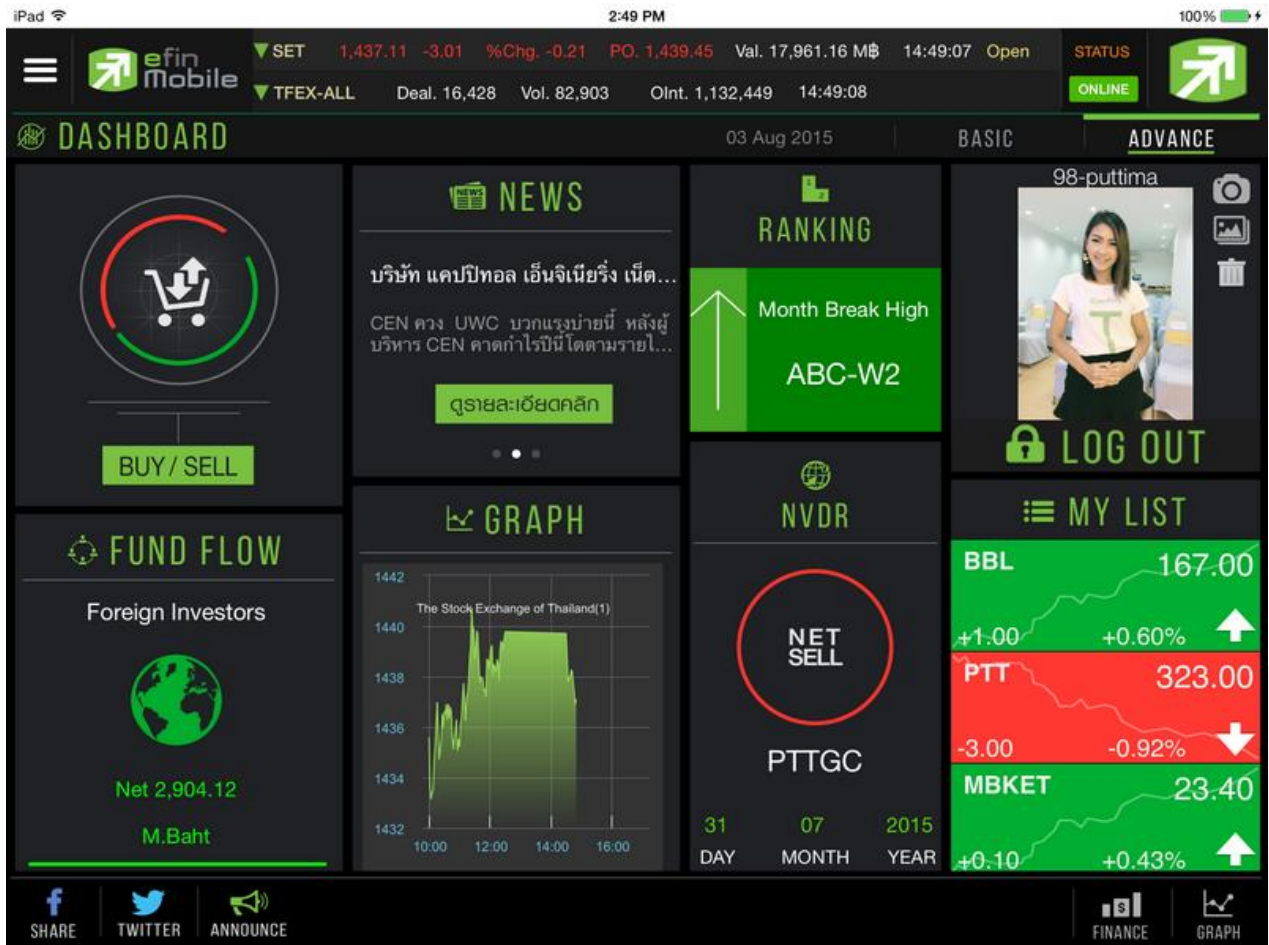 iPad
2:49 PM
100%
efin
Mobile
SET 1,437.11 -3.01 %Chg. -0.21 PO. 1,439.45 Val. 17,961.16 M฿ 14:49:07 Open
STATUS
TFEX-ALL Deal. 16,428 Vol. 82,903 OInt. 1,132,449 14:49:08
ONLINE
DASHBOARD
03 Aug 2015
BASIC
ADVANCE
BUY / SELL
NEWS
บริษัท แคปปิทอล เอ็นจิเนียริ่ง เน็ต...
CEN ควง UWC บวกแรงบ่ายนี้ หลังผู้
บริหาร CEN คาดกำไรปีนี้โตตามรายไ...
ดูรายละเอียดคลิก
RANKING
Month Break High
ABC-W2
98-puttima
LOG OUT
FUND FLOW
Foreign Investors
Net 2,904.12
M.Baht
GRAPH
The Stock Exchange of Thailand(1)
1442
1440
1438
1436
1434
1432
10:00 12:00 14:00 16:00
NVDR
NET
SELL
PTTGC
31 07 2015
DAY MONTH YEAR
MY LIST
BBL 167.00
+1.00 +0.60%
PTT 323.00
-3.00 -0.92%
MBKET 23.40
+0.10 +0.43%
SHARE
TWITTER
ANNOUNCE
FINANCE
GRAPH